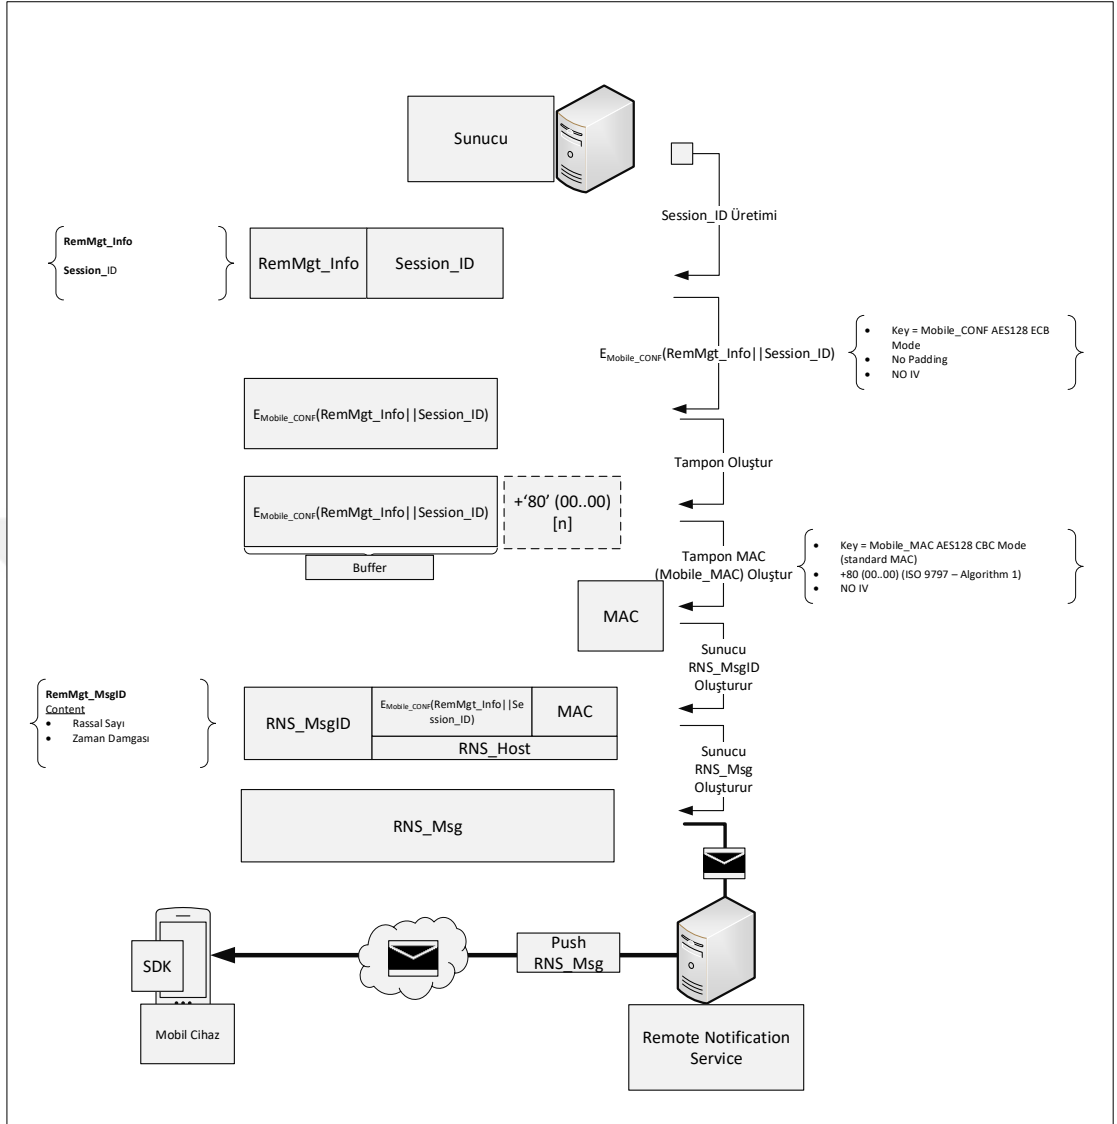 Sunucu
Session_ID Üretimi
RemMgt_Info
Session_ID
RemMgt_Info
Session_ID
EMobile_CONF(RemMgt_Info||Session_ID)
• Key = Mobile_CONF AES128 ECB
Mode
• No Padding
• NO IV
EMobile_CONF(RemMgt_Info||Session_ID)
Tampon Oluştur
EMobile_CONF(RemMgt_Info||Session_ID)
+‘80’ (00..00)
[n]
Buffer
Tampon MAC
(Mobile_MAC) Oluştur
• Key = Mobile_MAC AES128 CBC Mode
(standard MAC)
• +80 (00..00) (ISO 9797 – Algorithm 1)
• NO IV
MAC
Sunucu
RNS_MsgID
Oluşturur
RemMgt_MsgID
Content
• Rassal Sayı
• Zaman Damgası
RNS_MsgID
EMobile_CONF(RemMgt_Info||Se
ssion_ID)
MAC
RNS_Host
Sunucu
RNS_Msg
Oluşturur
RNS_Msg
SDK
Mobil Cihaz
Push
RNS_Msg
Remote Notification
Service